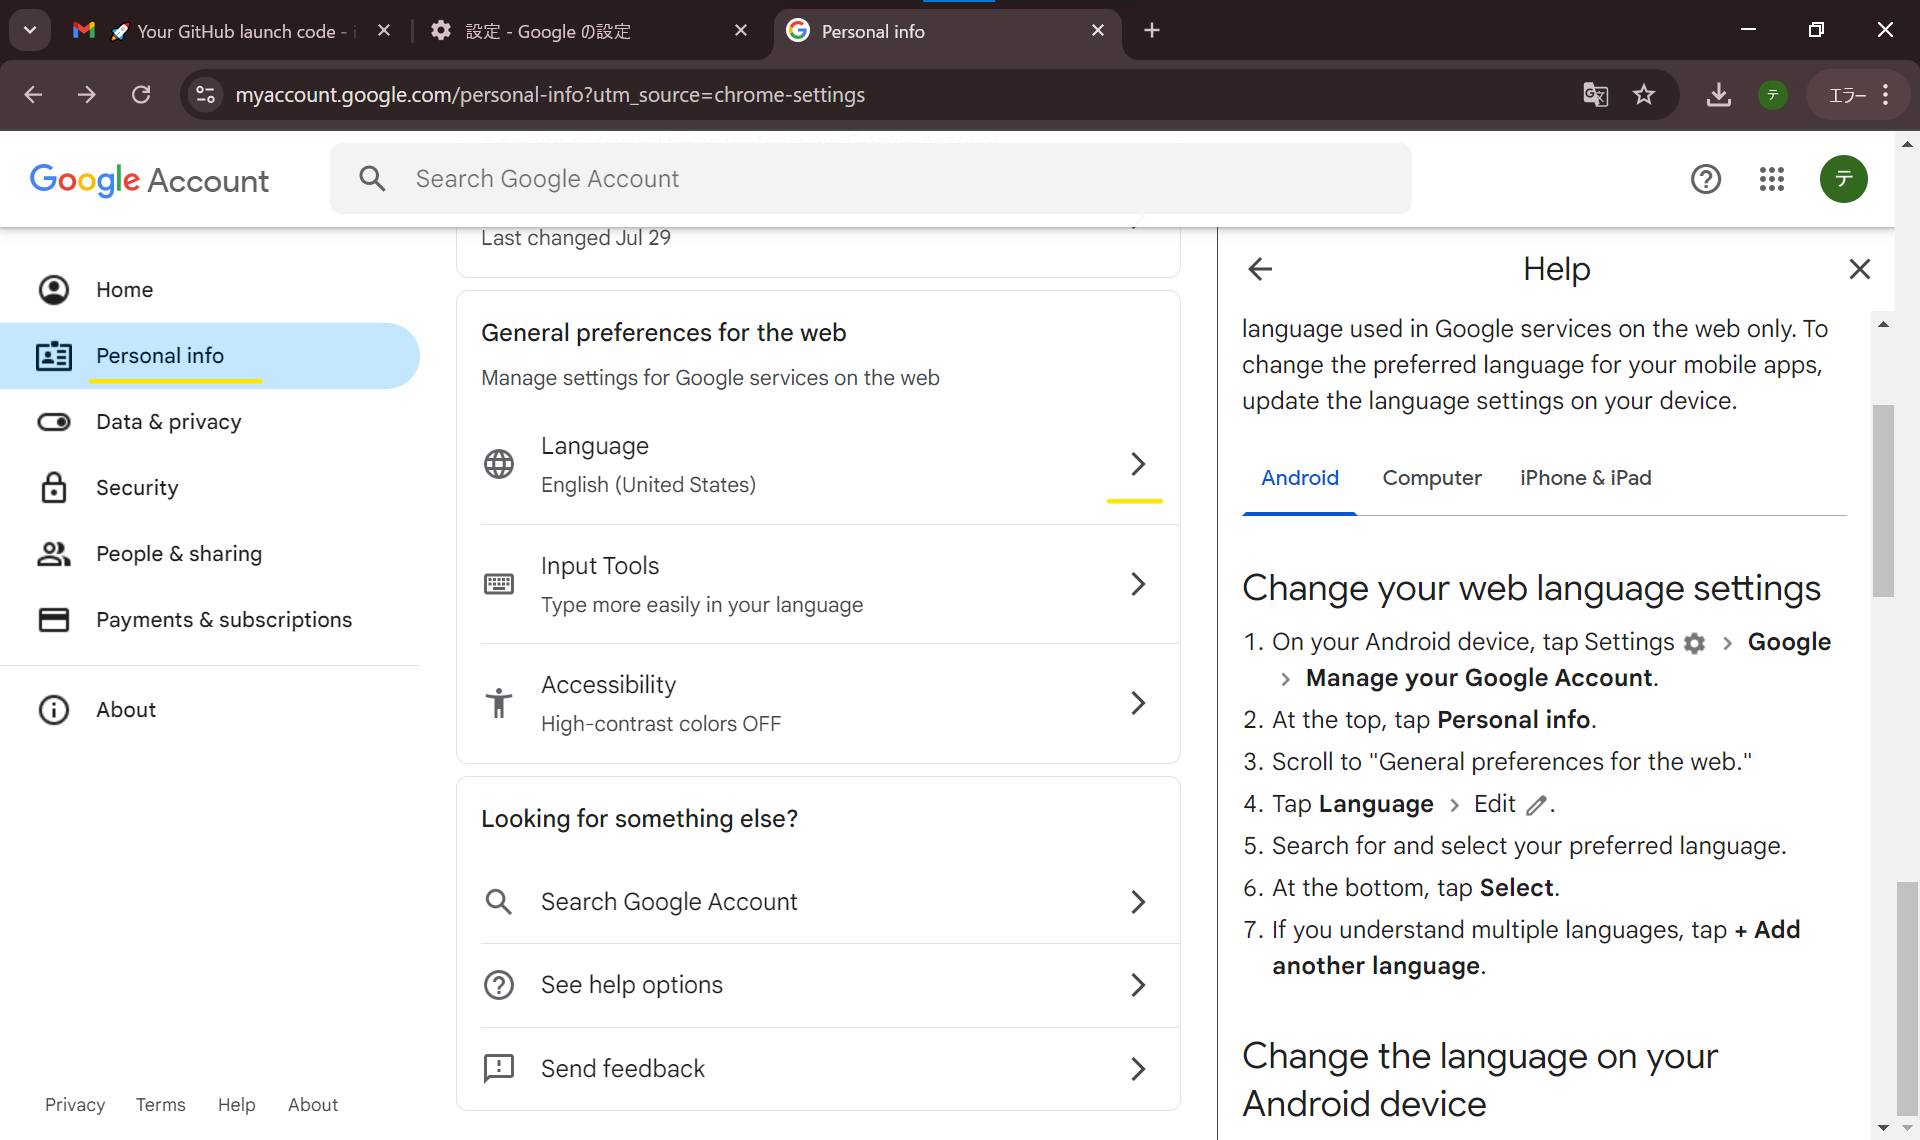 Your GitHub launch code - i
設定 - Google の設定
Personal info
myaccount.google.com/personal-info?utm_source=chrome-settings
テ
エラー
Google Account
Search Google Account
テ
Home
Personal info
Data & privacy
Security
People & sharing
Payments & subscriptions
About
Privacy
Terms
Help
About
Last changed Jul 29
General preferences for the web
Manage settings for Google services on the web
Language
English (United States)
Input Tools
Type more easily in your language
Accessibility
High-contrast colors OFF
Looking for something else?
Search Google Account
See help options
Send feedback
Help
language used in Google services on the web only. To
change the preferred language for your mobile apps,
update the language settings on your device.
Android
Computer
iPhone & iPad
Change your web language settings
1. On your Android device, tap Settings > Google
> Manage your Google Account.
2. At the top, tap Personal info.
3. Scroll to "General preferences for the web."
4. Tap Language > Edit .
5. Search for and select your preferred language.
6. At the bottom, tap Select.
7. If you understand multiple languages, tap + Add
another language.
Change the language on your
Android device